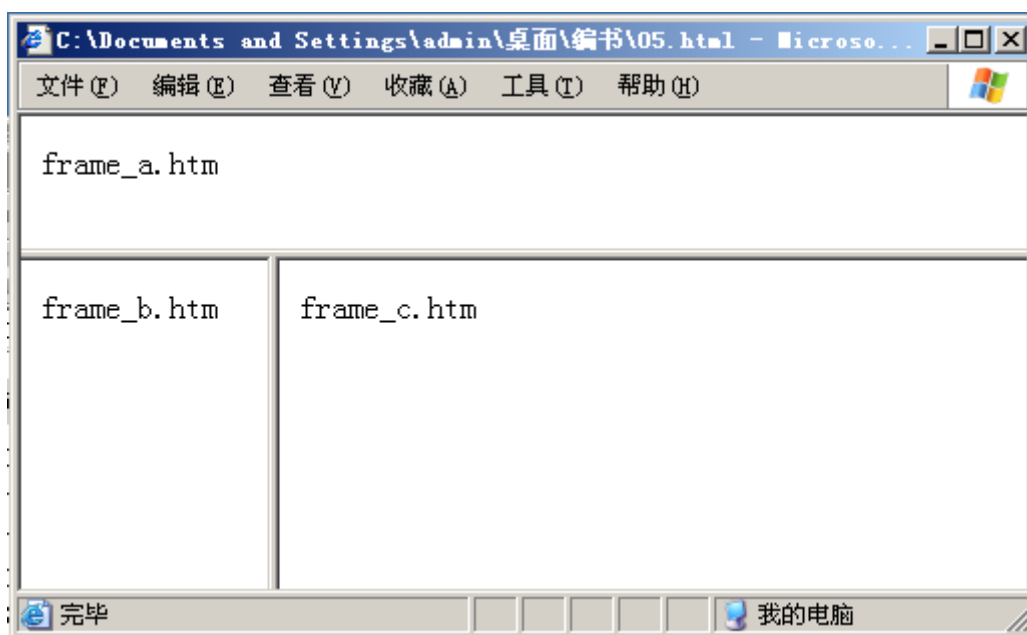 C:\Documents and Settings\admin\桌面\编书\05.html - Microso...
文件(F) 编辑(E) 查看(V) 收藏(A) 工具(T) 帮助(H)
frame_a.htm
frame_b.htm frame_c.htm
完毕 我的电脑